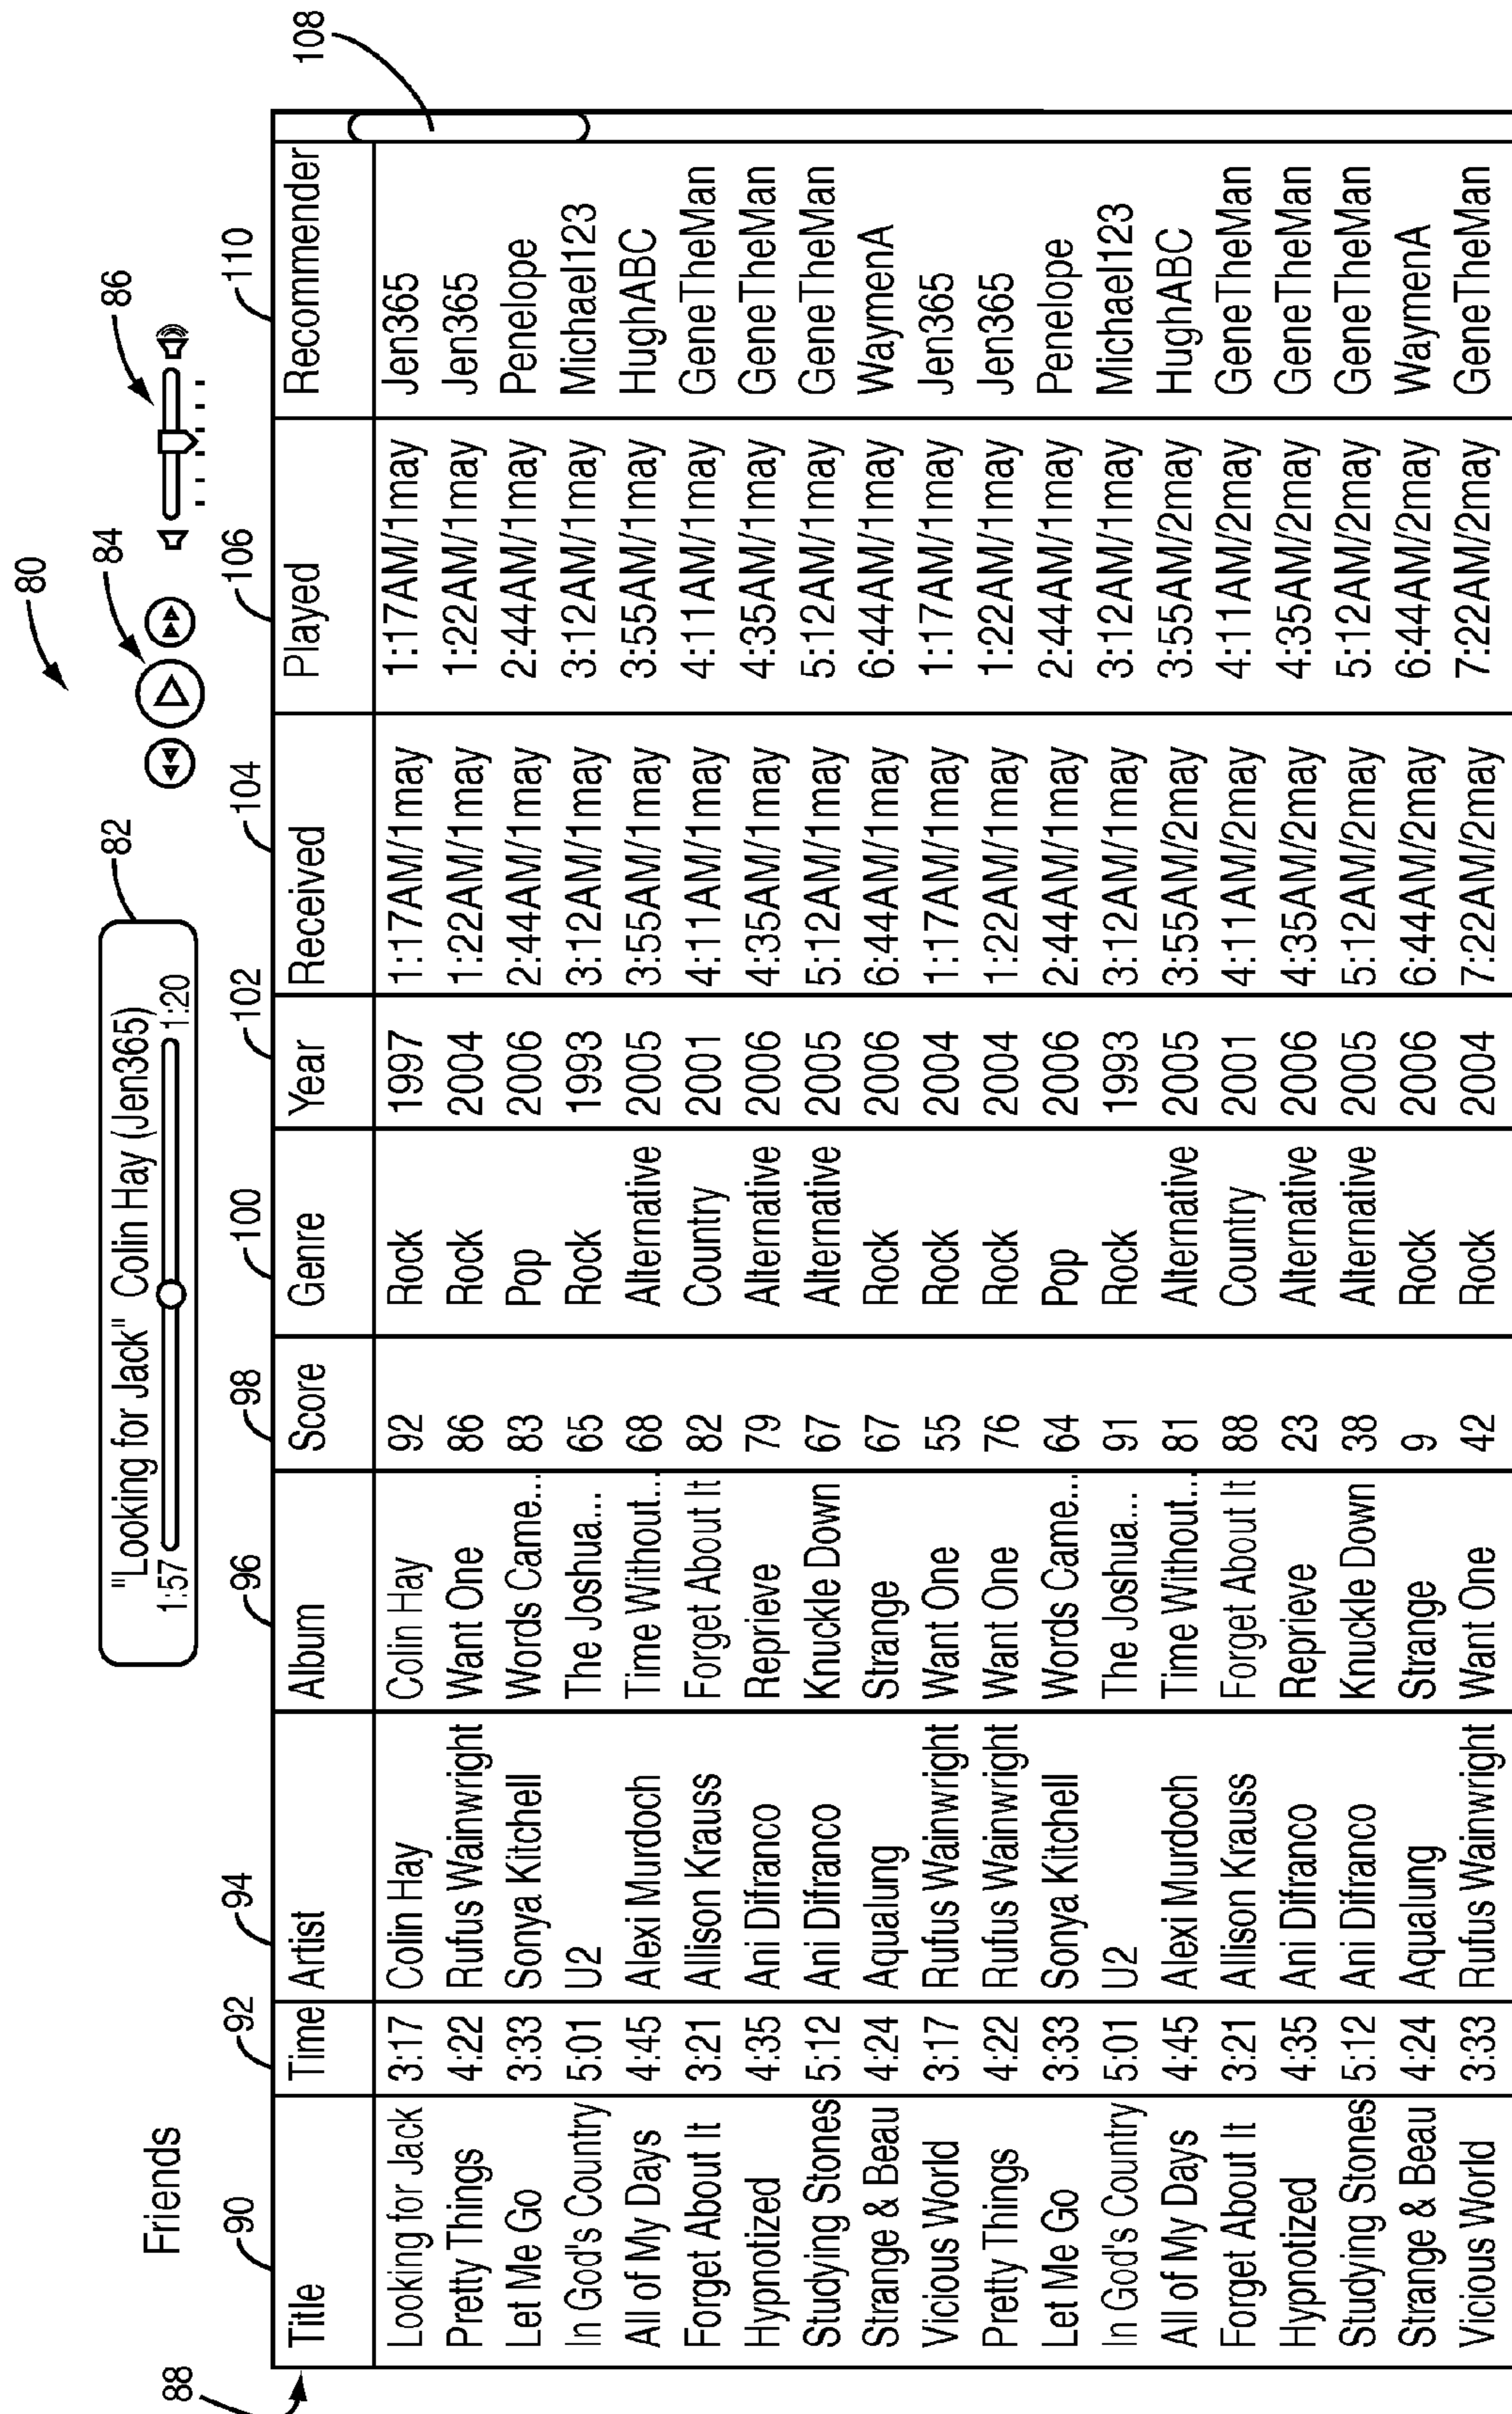 80
82
84
86
"Looking for Jack" Colin Hay (Jen365)
1:57 1:20
Friends
88
90 92 94 96 98 100 102 104 106 110
108
Title Time Artist Album Score Genre Year Received Played Recommender
Looking for Jack 3:17 Collin Hay Colin Hay 92 Rock 1997 1:17AM/1may 1:17AM/1may Jen365
Pretty Things 4:22 Rufus Wainwright Want One 86 Rock 2004 1:22AM/1may 1:22AM/1may Jen365
Let Me Go 3:33 Sonya Kitchell Words Came... 83 Pop 2006 2:44AM/1may 2:44AM/1may Penelope
In God's Country 5:01 U2 The Joshua... 65 Rock 1993 3:12AM/1may 3:12AM/1may Michael123
All of My Days 4:45 Alexi Murdoch Time Without... 68 Alternative 2005 3:55AM/1may 3:55AM/1may HughABC
Forget About It 3:21 Allison Krauss Forget About It 82 Country 2001 4:11AM/1may 4:11AM/1may GeneTheMan
Hypnotized 4:35 Ani Difranco Reprieve 79 Alternative 2006 4:35AM/1may 4:35AM/1may GeneTheMan
Studying Stones 5:12 Ani Difranco Knuckle Down 67 Alternative 2005 5:12AM/1may 5:12AM/1may GeneTheMan
Strange & Beau 4:24 Aqualung Strange 67 Rock 2006 6:44AM/1may 6:44AM/1may WaymenA
Vicious World 3:17 Rufus Wainwright Want One 55 Rock 2004 1:17AM/1may 1:17AM/1may Jen365
Pretty Things 4:22 Rufus Wainwright Want One 76 Rock 2004 1:22AM/1may 1:22AM/1may Jen365
Let Me Go 3:33 Sonya Kitchell Words Came... 64 Pop 2006 2:44AM/1may 2:44AM/1may Penelope
In God's Country 5:01 U2 The Joshua... 91 Rock 1993 3:12AM/1may 3:12AM/1may Michael123
All of My Days 4:45 Alexi Murdoch Time Without... 81 Alternative 2005 3:55AM/2may 3:55AM/2may HughABC
Forget About It 3:21 Allison Krauss Forget About It 88 Country 2001 4:11AM/2may 4:11AM/2may GeneTheMan
Hypnotized 4:35 Ani Difranco Reprieve 23 Alternative 2006 4:35AM/2may 4:35AM/2may GeneTheMan
Studying Stones 5:12 Ani Difranco Knuckle Down 38 Alternative 2005 5:12AM/2may 5:12AM/2may GeneTheMan
Strange & Beau 4:24 Aqualung Strange 9 Rock 2006 6:44AM/2may 6:44AM/2may WaymenA
Vicious World 3:33 Rufus Wainwright Want One 42 Rock 2004 7:22AM/2may 7:22AM/2may GeneTheMan